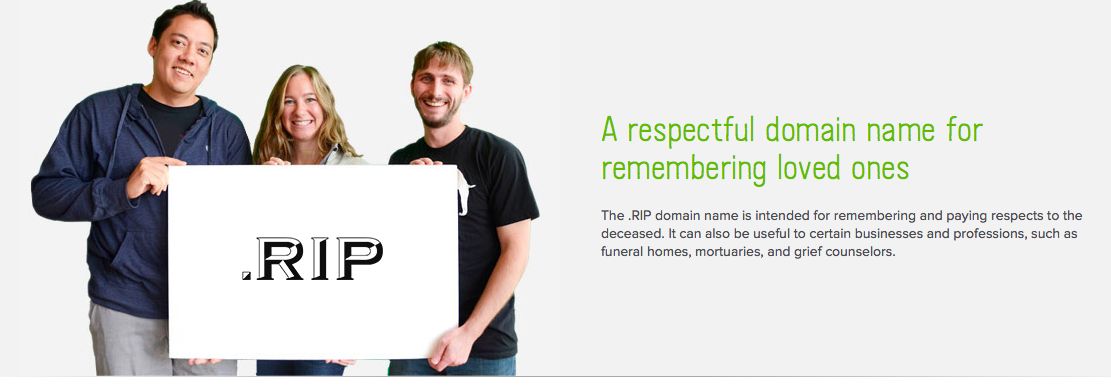 .RIP
A respectful domain name for
remembering loved ones
The .RIP domain name is intended for remembering and paying respects to the
deceased. It can also be useful to certain businesses and professions, such as
funeral homes, mortuaries, and grief counselors.